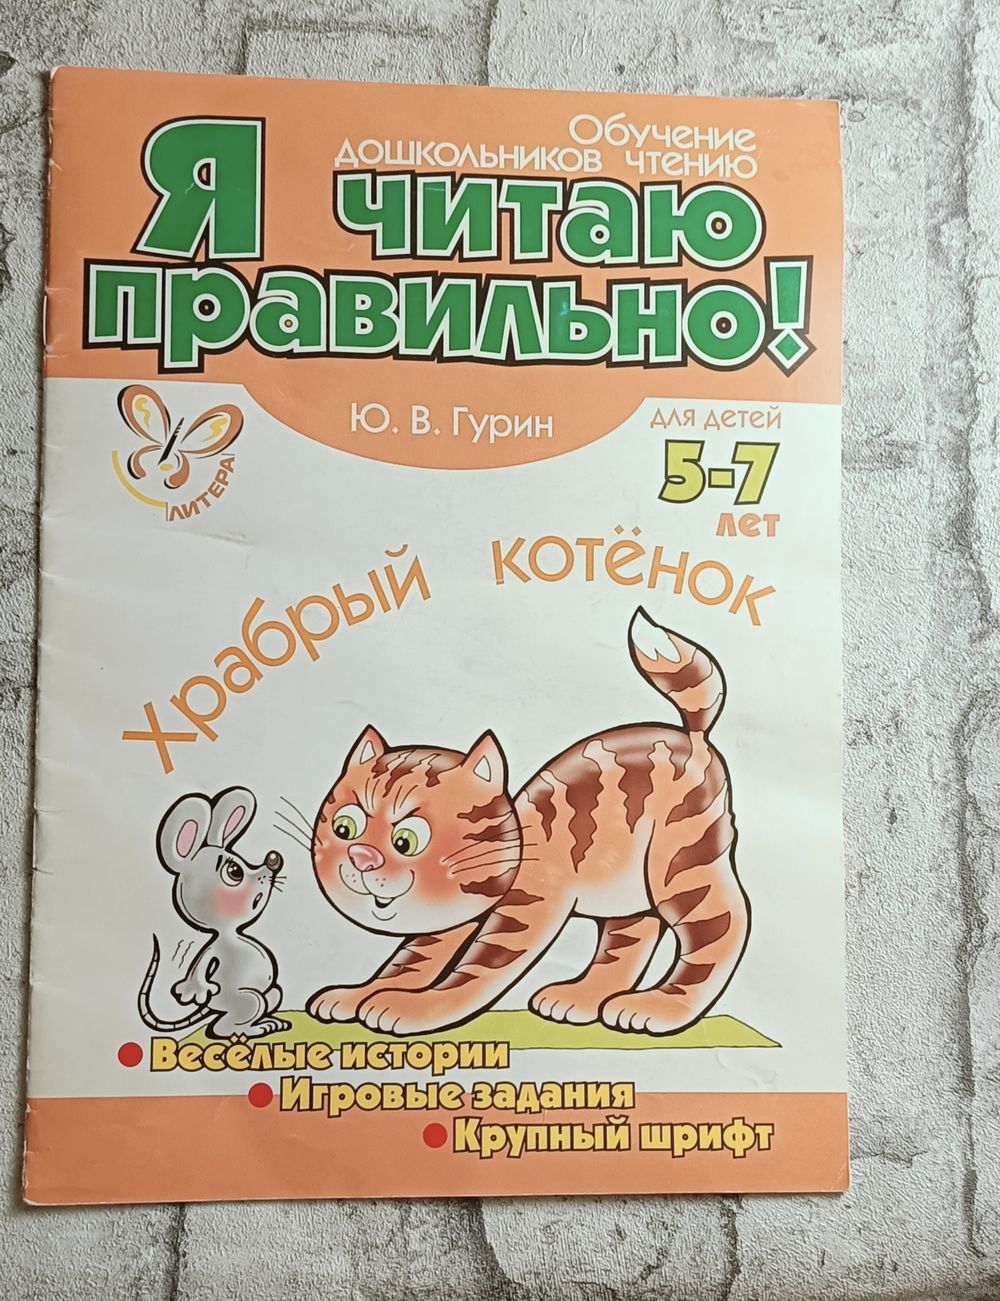 Обучение
дошкольников чтению
Я читаю
правильно!
Ю. В. Гурин
для детей
5-7
лет
ЛИТЕРА
Храбрый котёнок
Весёлые истории
Игровые задания
Крупный шрифт